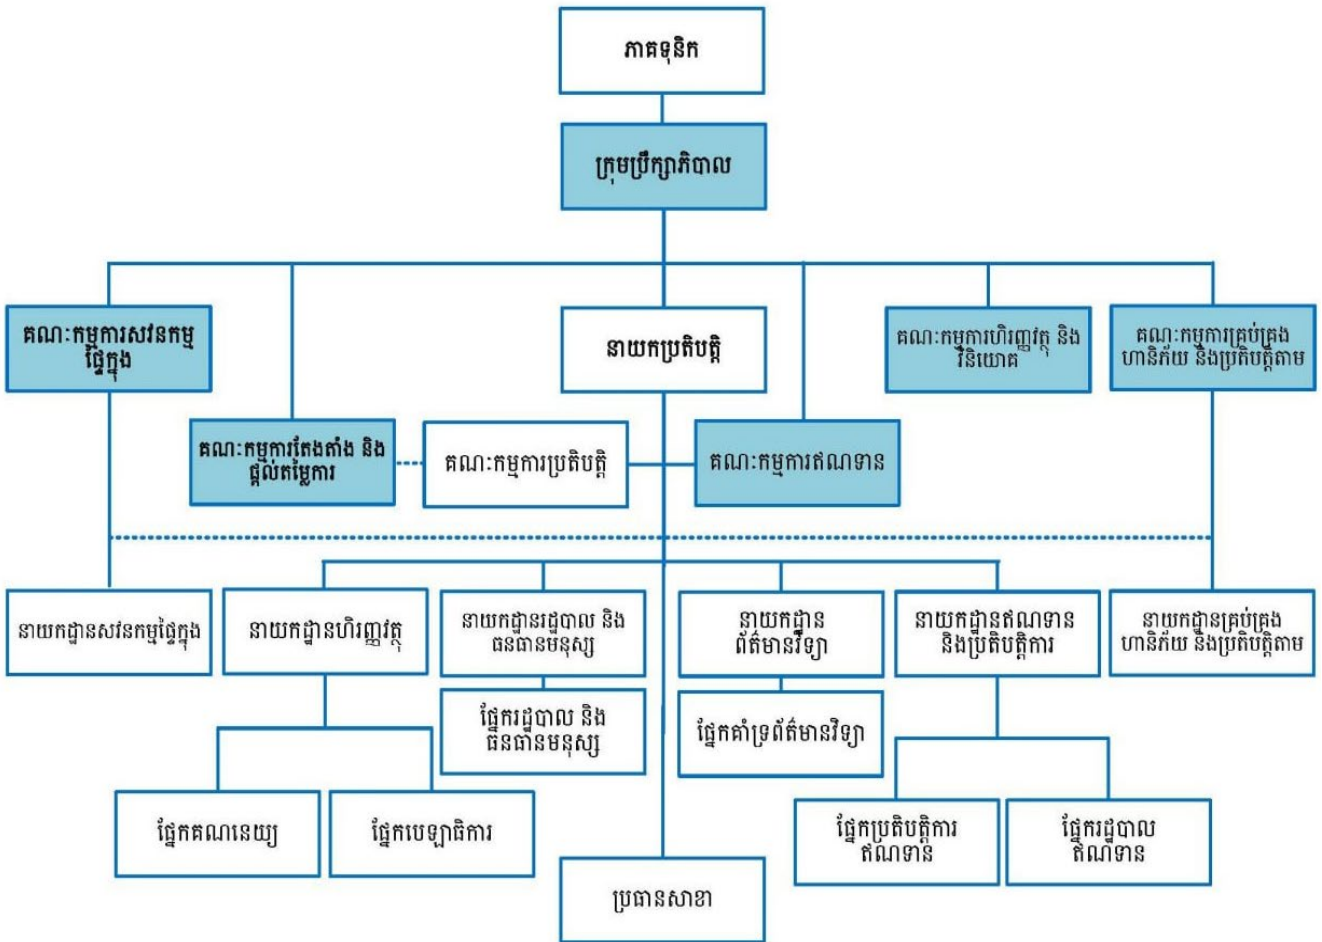 ភាគទុនិក
ក្រុមប្រឹក្សាភិបាល
គណៈកម្មការសវនកម្ម
ផ្ទៃក្នុង
នាយកប្រតិបត្តិ
គណៈកម្មការហិរញ្ញវត្ថុ និង
វិនិយោគ
គណៈកម្មការគ្រប់គ្រង
ហានិភ័យ និងប្រតិបត្តិតាម
គណៈកម្មការតែងតាំង និង
ផ្តល់តម្លៃការ
គណៈកម្មការប្រតិបត្តិ
គណៈកម្មការឥណទាន
នាយកដ្ឋានសវនកម្មផ្ទៃក្នុង
នាយកដ្ឋានហិរញ្ញវត្ថុ
នាយកដ្ឋានរដ្ឋបាល និង
ធនធានមនុស្ស
នាយកដ្ឋាន
ព័ត៌មានវិទ្យា
នាយកដ្ឋានឥណទាន
និងប្រតិបត្តិការ
នាយកដ្ឋានគ្រប់គ្រង
ហានិភ័យ និងប្រតិបត្តិតាម
ផ្នែករដ្ឋបាល និង
ធនធានមនុស្ស
ផ្នែកគាំទ្រព័ត៌មានវិទ្យា
ផ្នែកគណនេយ្យ
ផ្នែកបេឡាធិការ
ផ្នែកប្រតិបត្តិការ
ឥណទាន
ផ្នែករដ្ឋបាល
ឥណទាន
ប្រធានសាខា